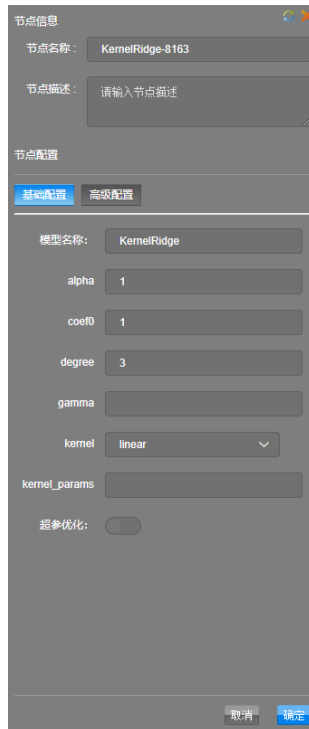 节点信息
节点名称： KernelRidge-8163
节点描述： 请输入节点描述
节点配置
基础配置 高级配置
模型名称： KernelRidge
alpha 1
coef0 1
degree 3
gamma
kernel linear
kernel_params
超参优化：
取消 确定